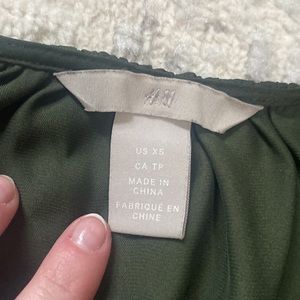 H&M
US XS
CA TP
MADE IN
CHINA
FABRIQUÉ EN
CHINE